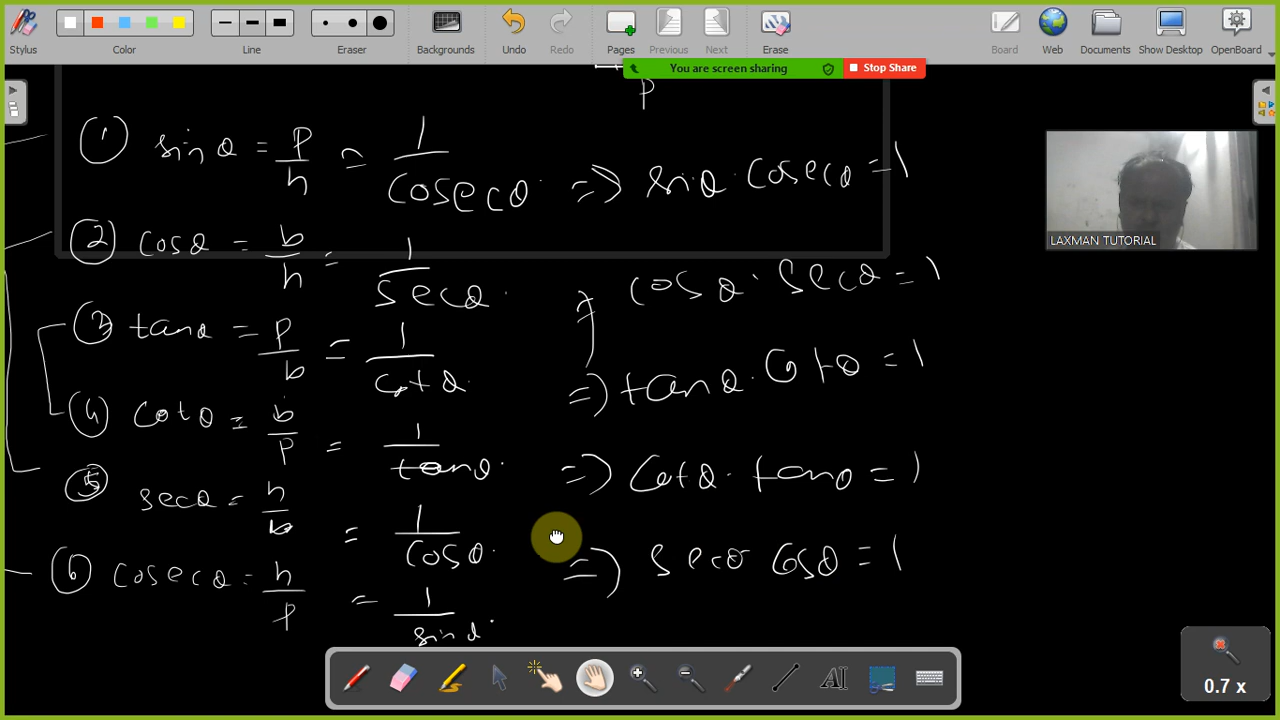 Stylus Color Line Eraser Backgrounds Undo Redo Pages Previous Next Erase Board Web Documents Show Desktop OpenBoard
You are screen sharing Stop Share
P
① sinθ = P/h = 1/cosecθ => sinθ · cosecθ = 1
② cosθ = b/h = 1/secθ => cosθ · secθ = 1
③ tanθ = P/b = 1/cotθ => tanθ · cotθ = 1
④ cotθ = b/P = 1/tanθ => cotθ · tanθ = 1
⑤ secθ = h/b = 1/cosθ => secθ cosθ = 1
⑥ cosecθ = h/P = 1/sinθ
LAXMAN TUTORIAL
AI
0.7 x